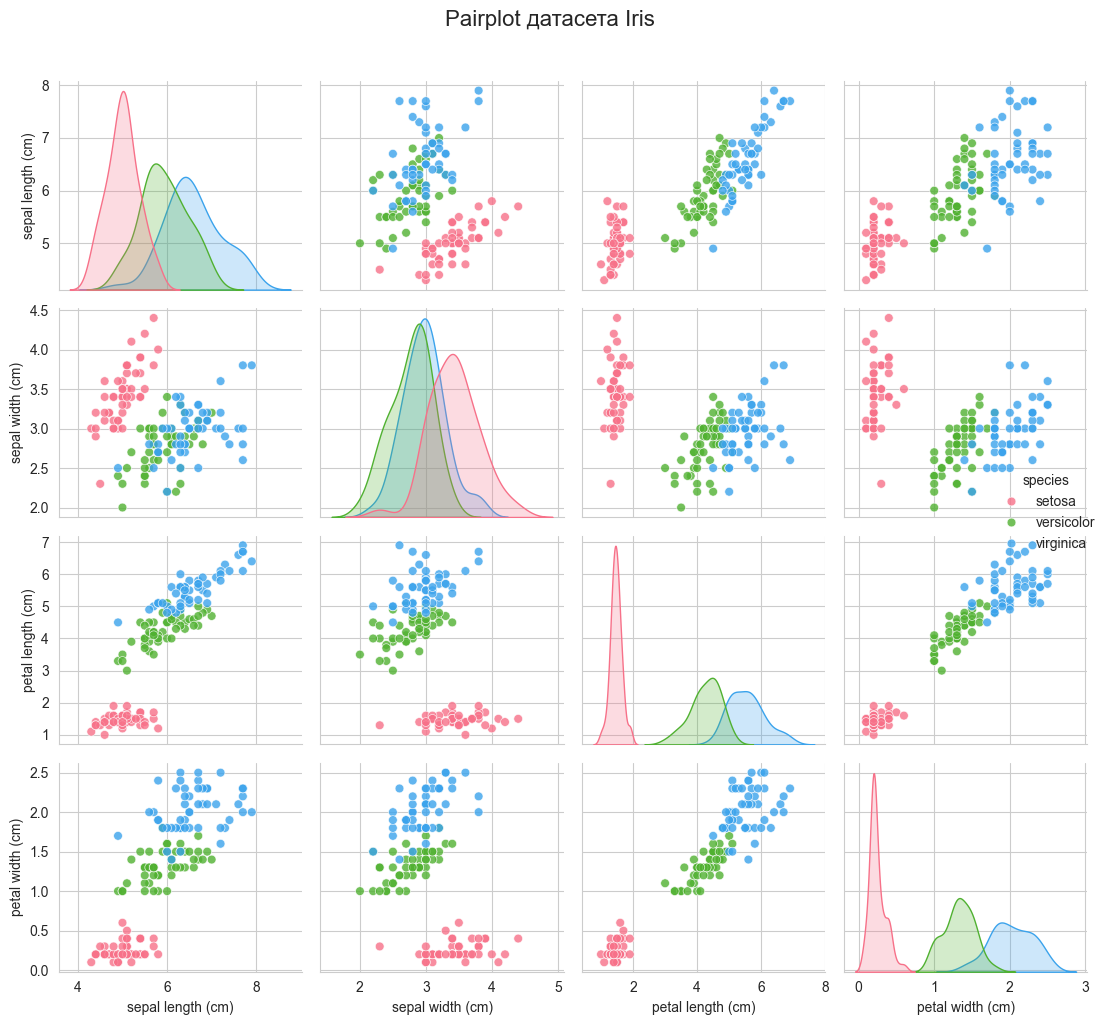 Pairplot датасета Iris
sepal length (cm)
8
7
6
5
sepal width (cm)
4.5
4.0
3.5
3.0
2.5
2.0
species
setosa
versicolor
virginica
petal length (cm)
7
6
5
4
3
2
1
petal width (cm)
2.5
2.0
1.5
1.0
0.5
0.0
4 6 8
2 3 4 5
2 4 6 8
0 1 2 3
sepal length (cm)
sepal width (cm)
petal length (cm)
petal width (cm)